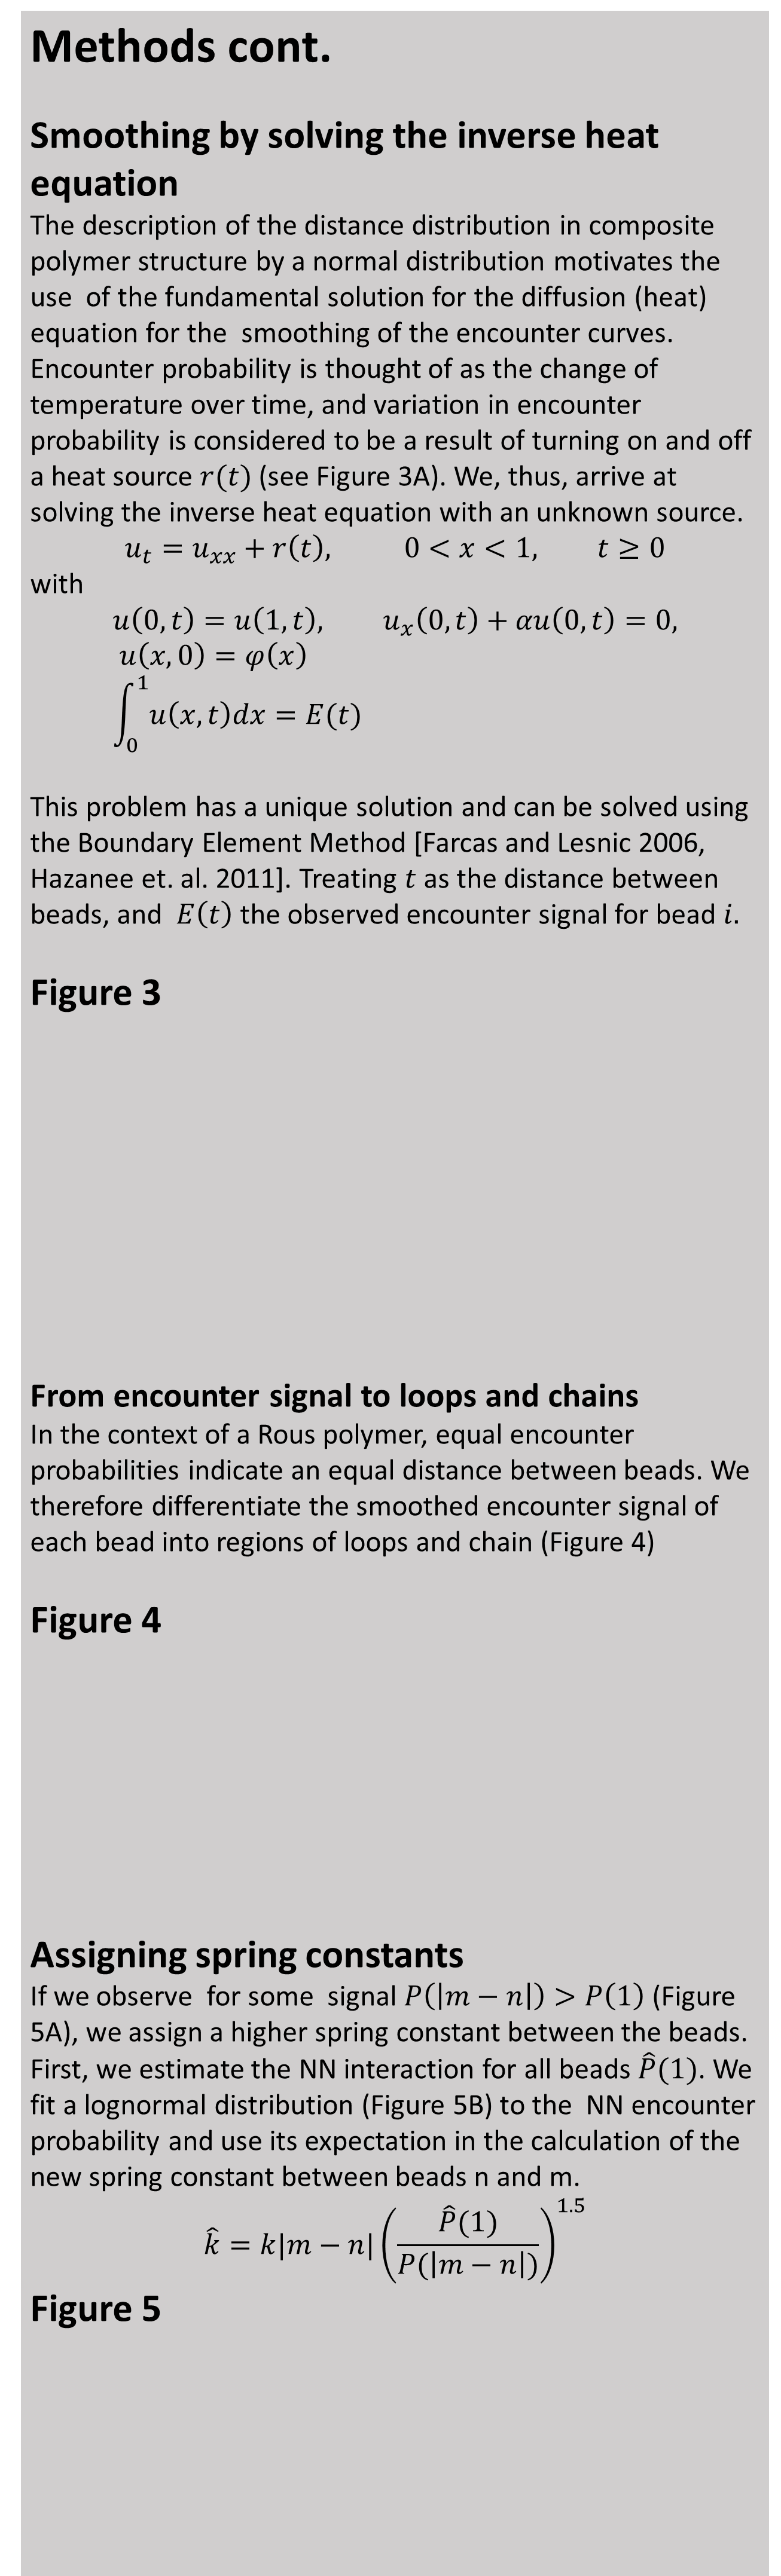 Methods cont.
Smoothing by solving the inverse heat
equation
The description of the distance distribution in composite
polymer structure by a normal distribution motivates the
use  of the fundamental solution for the diffusion (heat)
equation for the  smoothing of the encounter curves.
Encounter probability is thought of as the change of
temperature over time, and variation in encounter
probability is considered to be a result of turning on and off
a heat source r(t) (see Figure 3A). We, thus, arrive at
solving the inverse heat equation with an unknown source.
u_t = u_xx + r(t),     0 < x < 1,     t ≥ 0
with
u(0, t) = u(1, t),     u_x(0, t) + αu(0, t) = 0,
u(x, 0) = φ(x)
∫_0^1 u(x, t)dx = E(t)
This problem has a unique solution and can be solved using
the Boundary Element Method [Farcas and Lesnic 2006,
Hazanee et. al. 2011]. Treating t as the distance between
beads, and  E(t) the observed encounter signal for bead i.
Figure 3
From encounter signal to loops and chains
In the context of a Rous polymer, equal encounter
probabilities indicate an equal distance between beads. We
therefore differentiate the smoothed encounter signal of
each bead into regions of loops and chain (Figure 4)
Figure 4
Assigning spring constants
If we observe  for some  signal P(|m − n|) > P(1) (Figure
5A), we assign a higher spring constant between the beads.
First, we estimate the NN interaction for all beads P̂(1). We
fit a lognormal distribution (Figure 5B) to the  NN encounter
probability and use its expectation in the calculation of the
new spring constant between beads n and m.
k̂ = k|m − n| (P̂(1) / P(|m − n|))^1.5
Figure 5